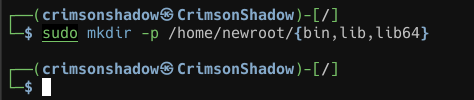 ┌──(crimsonshadow㉿CrimsonShadow)-[/]
└─$ sudo mkdir -p /home/newroot/{bin,lib,lib64}
┌──(crimsonshadow㉿CrimsonShadow)-[/]
└─$